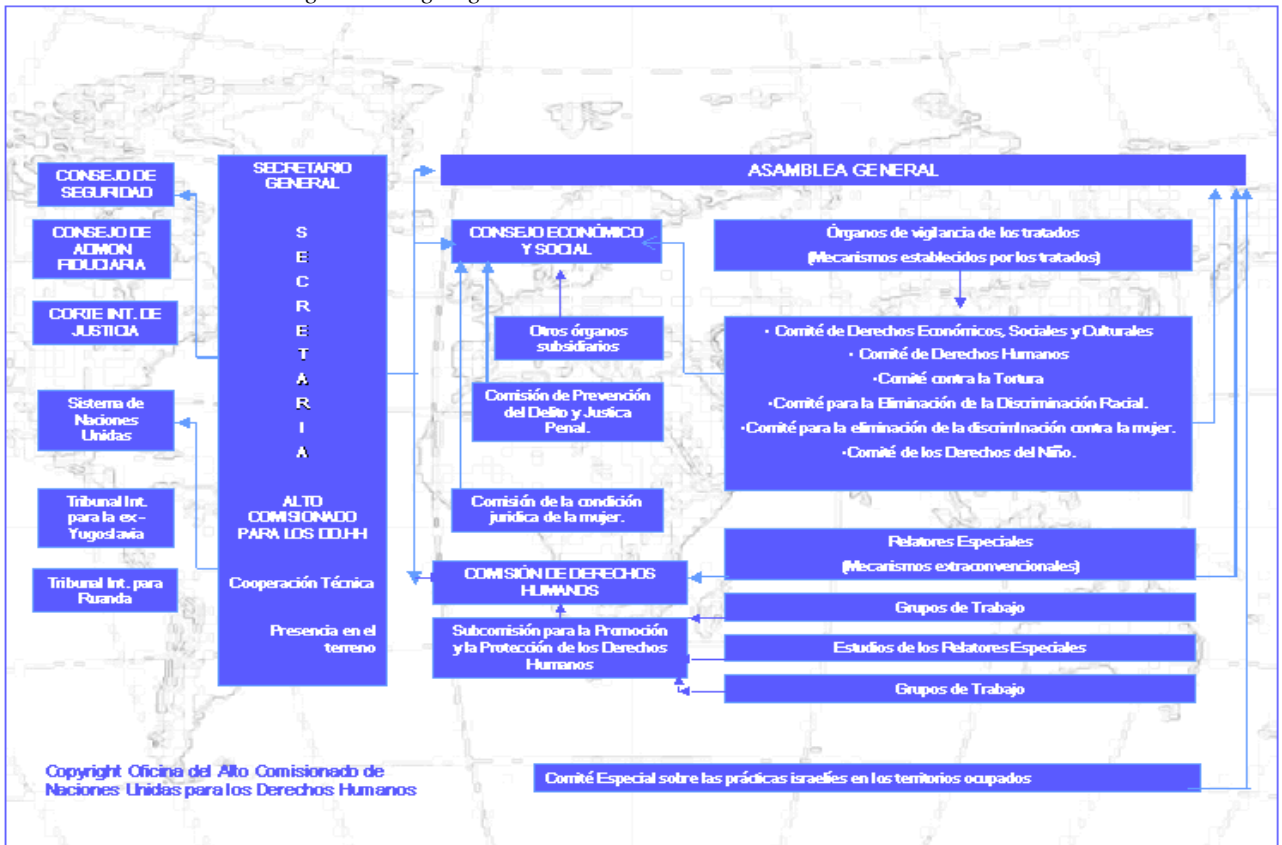 CONSEJO DE
SEGURIDAD
CONSEJO DE
ADMON
FIDUCIARIA
CORTE INT. DE
JUSTICIA
Sistema de
Naciones
Unidas
Tribunal Int.
para la ex-
Yugoslavia
Tribunal Int. para
Ruanda
SECRETARIO
GENERAL
S
E
C
R
E
T
A
R
I
A
ALTO
COMISIONADO
PARA LOS DD.HH
Cooperación Técnica
Presencia en el
terreno
ASAMBLEA GENERAL
CONSEJO ECONÓMICO
Y SOCIAL
Otros órganos
subsidiarios
Comisión de Prevención
del Delito y Justica
Penal.
Comisión de la condición
juridica de la mujer.
COMISIÓN DE DERECHOS
HUMANOS
Subcomisión para la Promoción
y la Protección de los Derechos
Humanos
Órganos de vigilancia de los tratados
(Mecanismos establecidos por los tratados)
· Comité de Derechos Económicos, Sociales y Culturales
· Comité de Derechos Humanos
·Comité contra la Tortura
·Comité para la Eliminación de la Discriminación Racial.
·Comité para la eliminación de la discriminación contra la mujer.
·Comité de los Derechos del Niño.
Relatores Especiales
(Mecanismos extraconvencionales)
Grupos de Trabajo
Estudios de los Relatores Especiales
Grupos de Trabajo
Comité Especial sobre las prácticas israelíes en los territorios ocupados
Copyright Oficina del Alto Comisionado de
Naciones Unidas para los Derechos Humanos